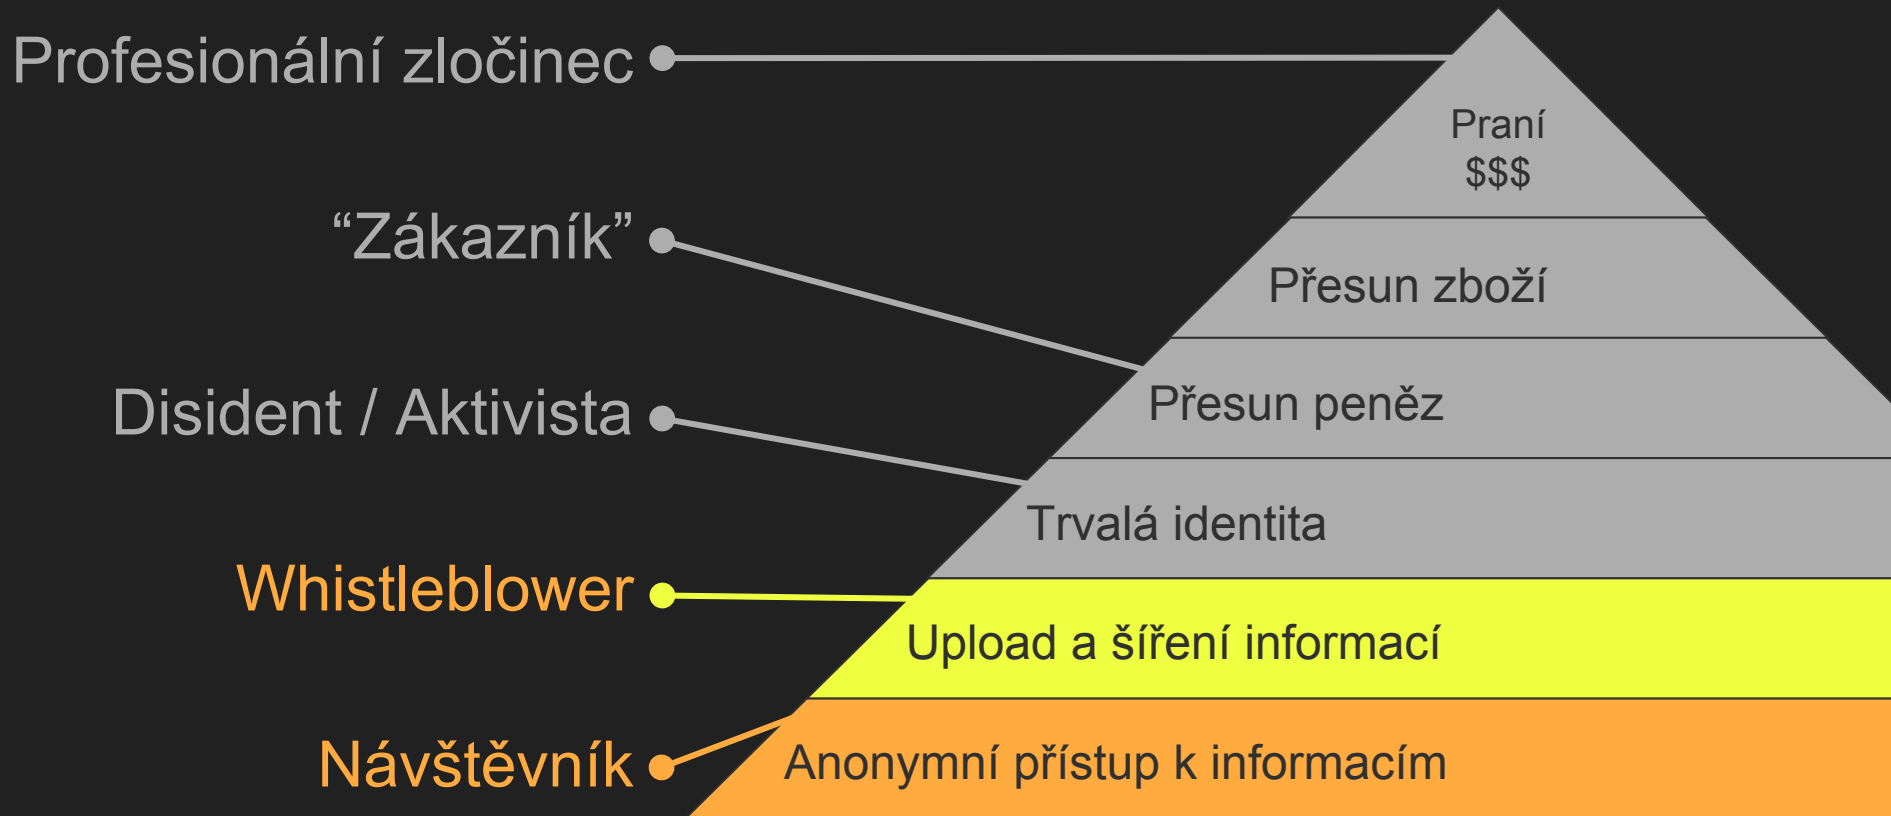 Profesionální zločinec
Praní
$$$
“Zákazník”
Přesun zboží
Přesun peněz
Disident / Aktivista
Trvalá identita
Whistleblower
Upload a šíření informací
Návštěvník
Anonymní přístup k informacím